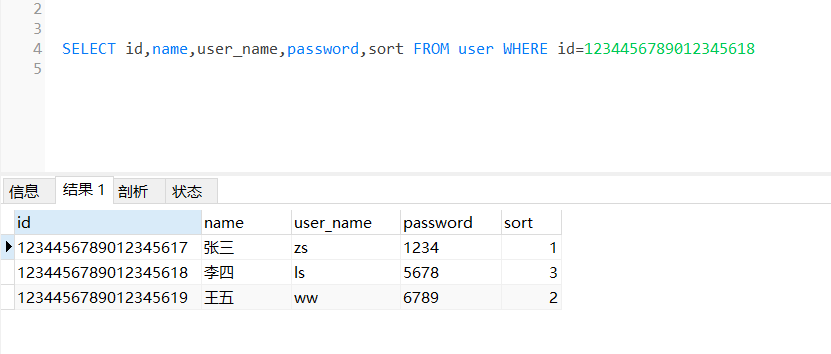 2
3
4 SELECT id,name,user_name,password,sort FROM user WHERE id=1234456789012345618
5
信息 结果 1 剖析 状态
id name user_name password sort
1234456789012345617 张三 zs 1234 1
1234456789012345618 李四 ls 5678 3
1234456789012345619 王五 ww 6789 2